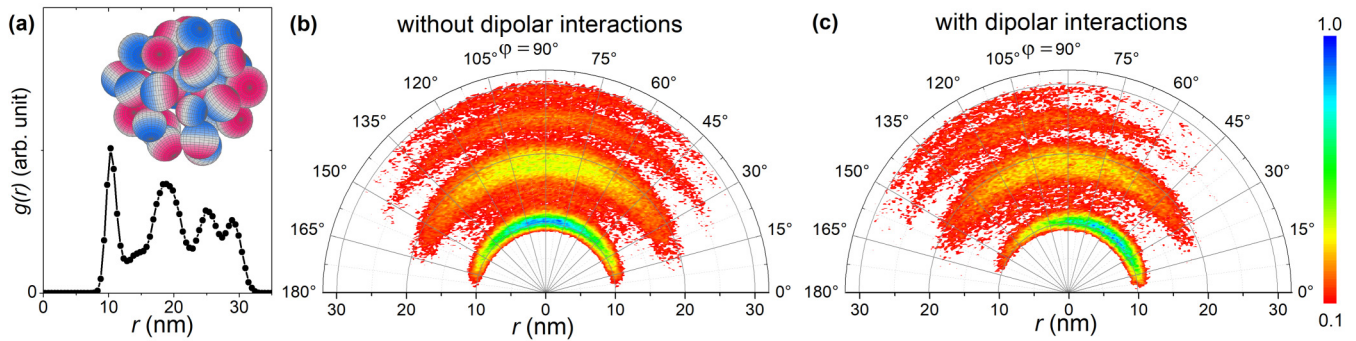 (a)
g(r) (arb. unit)
0
0 10 20 30
r (nm)
(b)
without dipolar interactions
φ = 90°
105°
75°
120°
60°
135°
45°
150°
30°
165°
15°
180°
0°
30 20 10 0 10 20 30
r (nm)
(c)
with dipolar interactions
φ = 90°
105°
75°
120°
60°
135°
45°
150°
30°
165°
15°
180°
0°
30 20 10 0 10 20 30
r (nm)
1.0
0.1